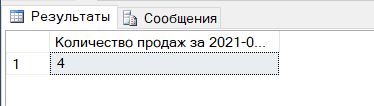 Результаты Сообщения
Количество продаж за 2021-0...
1 4